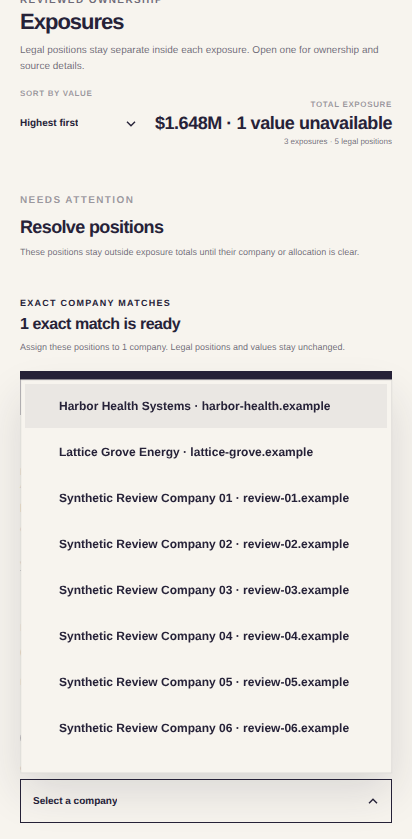 REVIEWED OWNERSHIP
Exposures
Legal positions stay separate inside each exposure. Open one for ownership and
source details.
SORT BY VALUE
Highest first
TOTAL EXPOSURE
$1.648M · 1 value unavailable
3 exposures · 5 legal positions
NEEDS ATTENTION
Resolve positions
These positions stay outside exposure totals until their company or allocation is clear.
EXACT COMPANY MATCHES
1 exact match is ready
Assign these positions to 1 company. Legal positions and values stay unchanged.
Harbor Health Systems · harbor-health.example
Lattice Grove Energy · lattice-grove.example
Synthetic Review Company 01 · review-01.example
Synthetic Review Company 02 · review-02.example
Synthetic Review Company 03 · review-03.example
Synthetic Review Company 04 · review-04.example
Synthetic Review Company 05 · review-05.example
Synthetic Review Company 06 · review-06.example
Select a company